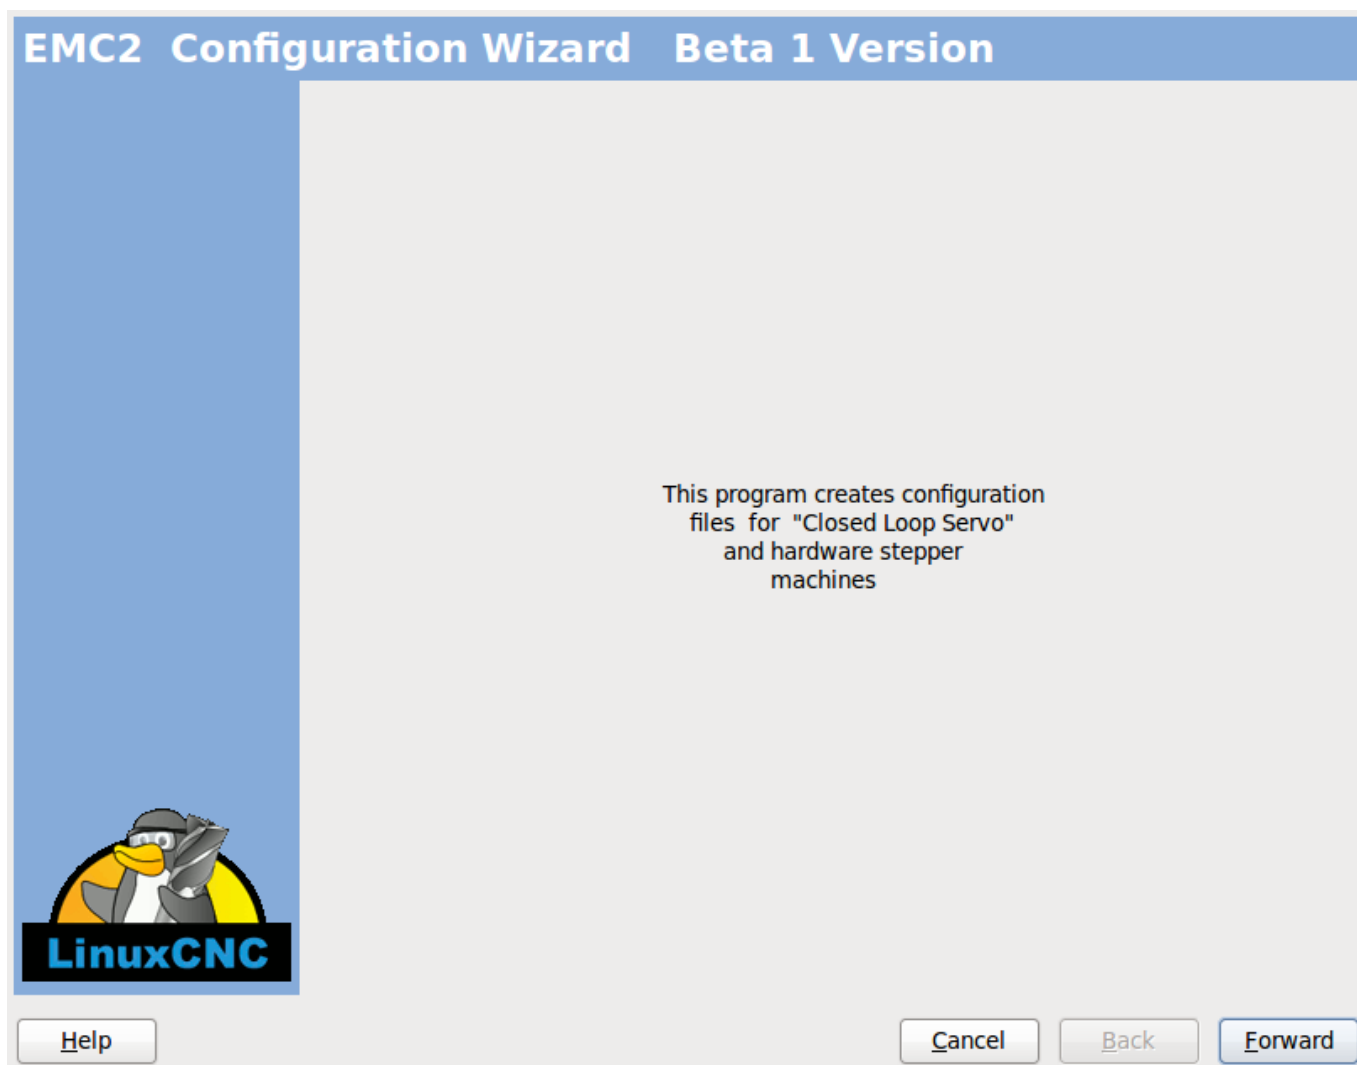 EMC2 Configuration Wizard Beta 1 Version
This program creates configuration
files for "Closed Loop Servo"
and hardware stepper
machines
LinuxCNC
Help
Cancel
Back
Forward